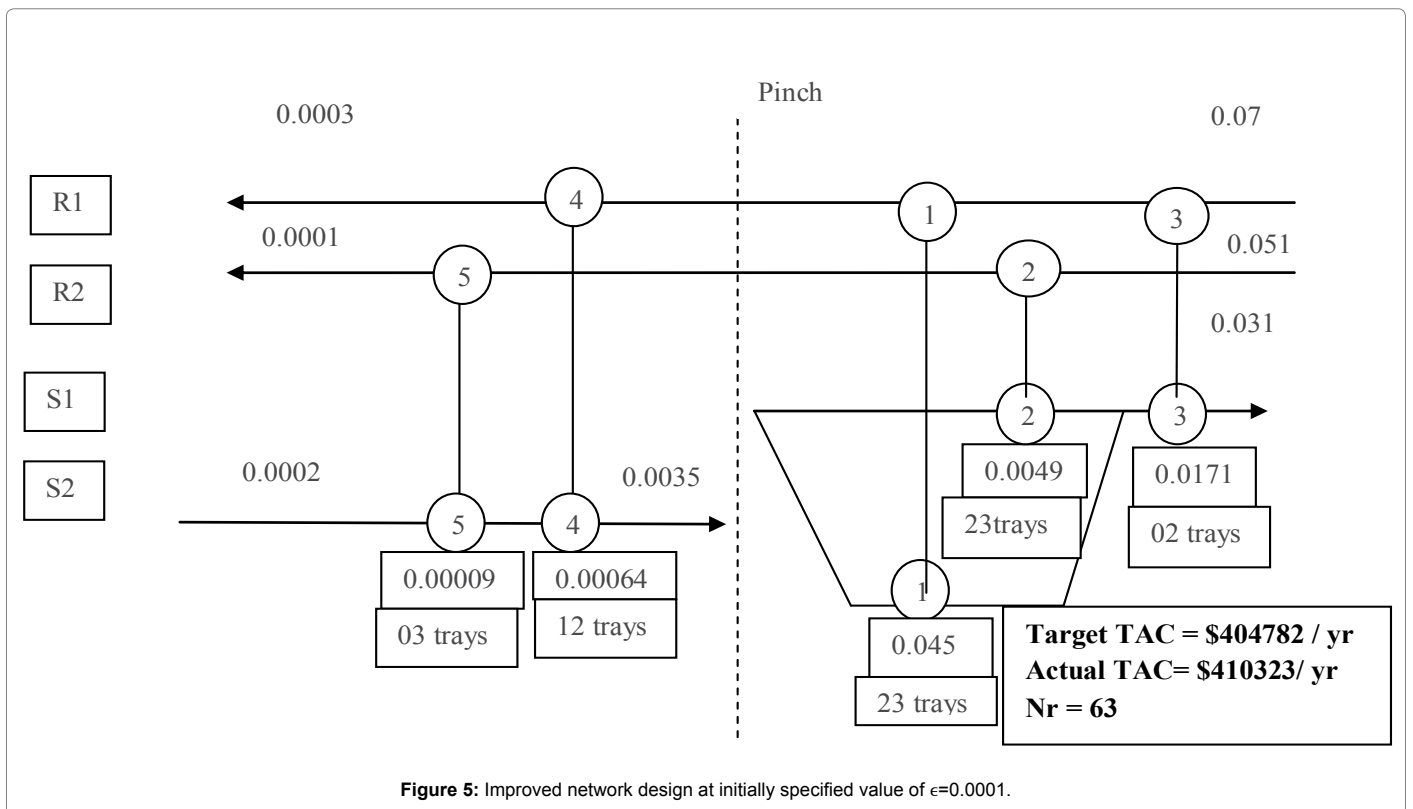 Pinch
0.0003
0.07
R1
4
1
3
0.0001
0.051
R2
5
2
0.031
S1
2
3
S2
0.0002
0.0035
0.0049
0.0171
23trays
02 trays
5
4
0.00009
0.00064
03 trays
12 trays
1
0.045
23 trays
Target TAC = $404782 / yr
Actual TAC= $410323/ yr
Nr = 63
Figure 5: Improved network design at initially specified value of ϵ=0.0001.